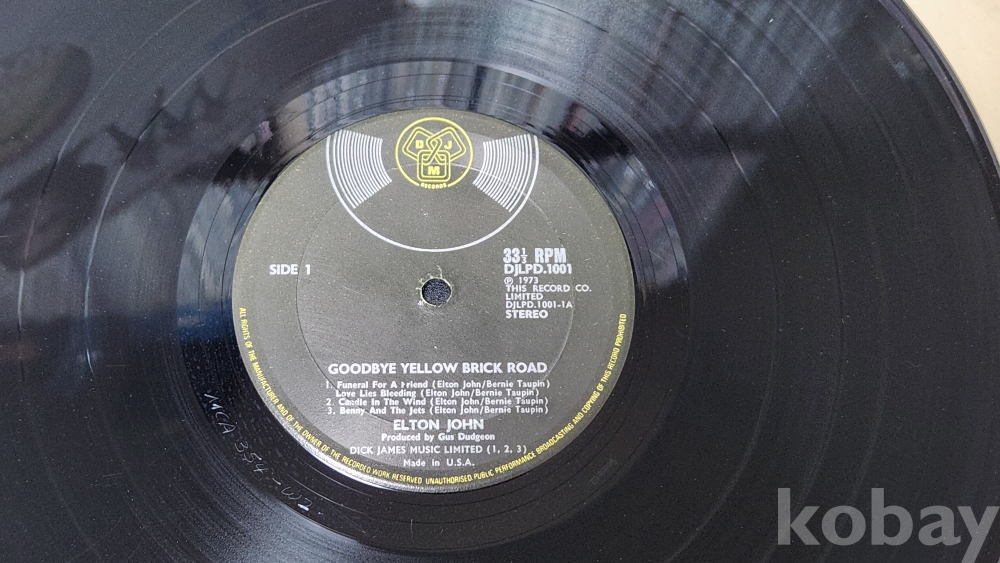 D J M
RECORDS
SIDE 1
33⅓ RPM
DJLPD.1001
℗ 1973
THIS RECORD CO.
LIMITED
DJLPD.1001-1A
STEREO
GOODBYE YELLOW BRICK ROAD
1. Funeral For A Friend (Elton John/Bernie Taupin)
Love Lies Bleeding (Elton John/Bernie Taupin)
2. Candle In The Wind (Elton John/Bernie Taupin)
3. Benny And The Jets (Elton John/Bernie Taupin)
ELTON JOHN
Produced by Gus Dudgeon
DICK JAMES MUSIC LIMITED (1, 2, 3)
Made in U.S.A.
ALL RIGHTS OF THE MANUFACTURER AND OF THE OWNER OF THE RECORDED WORK RESERVED UNAUTHORISED PUBLIC PERFORMANCE BROADCASTING AND COPYING OF THIS RECORD PROHIBITED
kobay